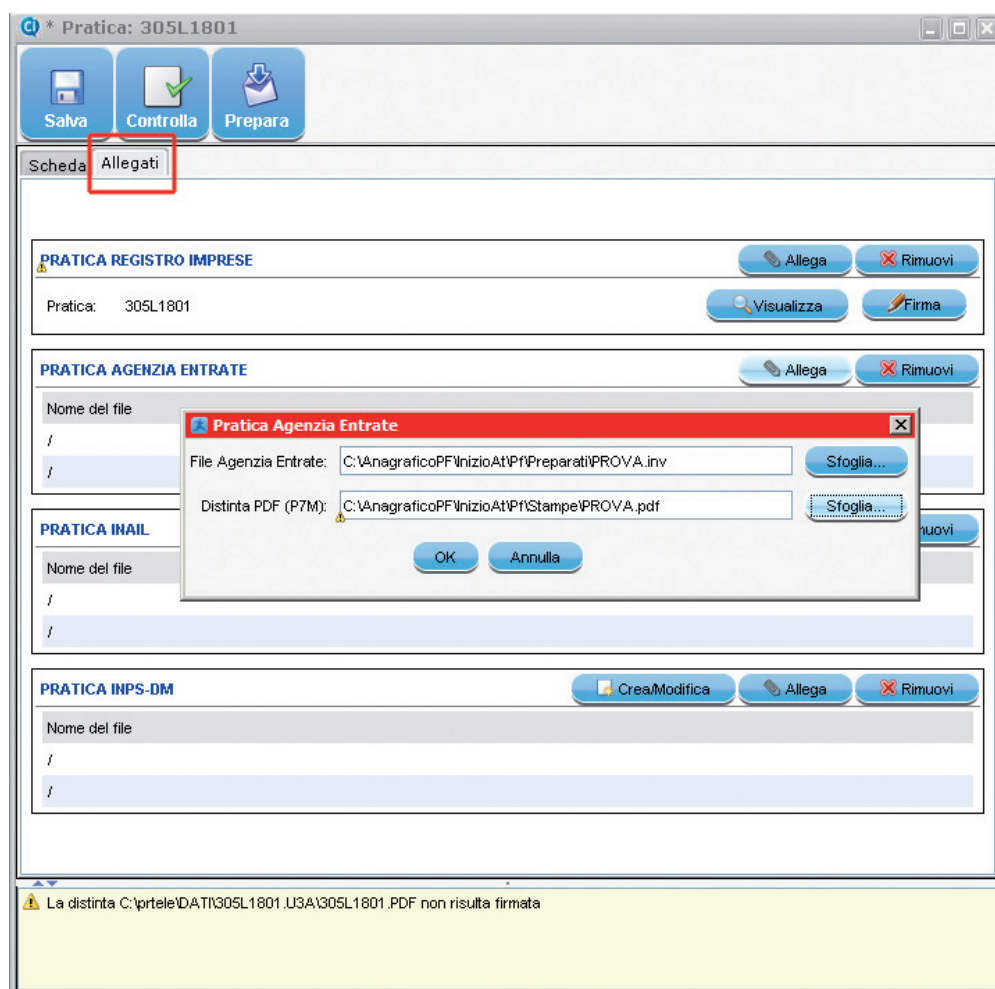 * Pratica: 305L1801
Salva Controlla Prepara
Scheda Allegati
PRATICA REGISTRO IMPRESE Allega Rimuovi
Pratica: 305L1801 Visualizza Firma
PRATICA AGENZIA ENTRATE Allega Rimuovi
Nome del file
/
/
Pratica Agenzia Entrate
File Agenzia Entrate: C:\AnagraficoPF\InizioAt\Pf\Preparati\PROVA.inv Sfoglia...
Distinta PDF (P7M): C:\AnagraficoPF\InizioAt\Pf\Stampe\PROVA.pdf Sfoglia...
OK Annulla
PRATICA INAIL
Nome del file
/
/
PRATICA INPS-DM Crea/Modifica Allega Rimuovi
Nome del file
/
/
La distinta C:\prtele\DATI\305L1801.U3A\305L1801.PDF non risulta firmata